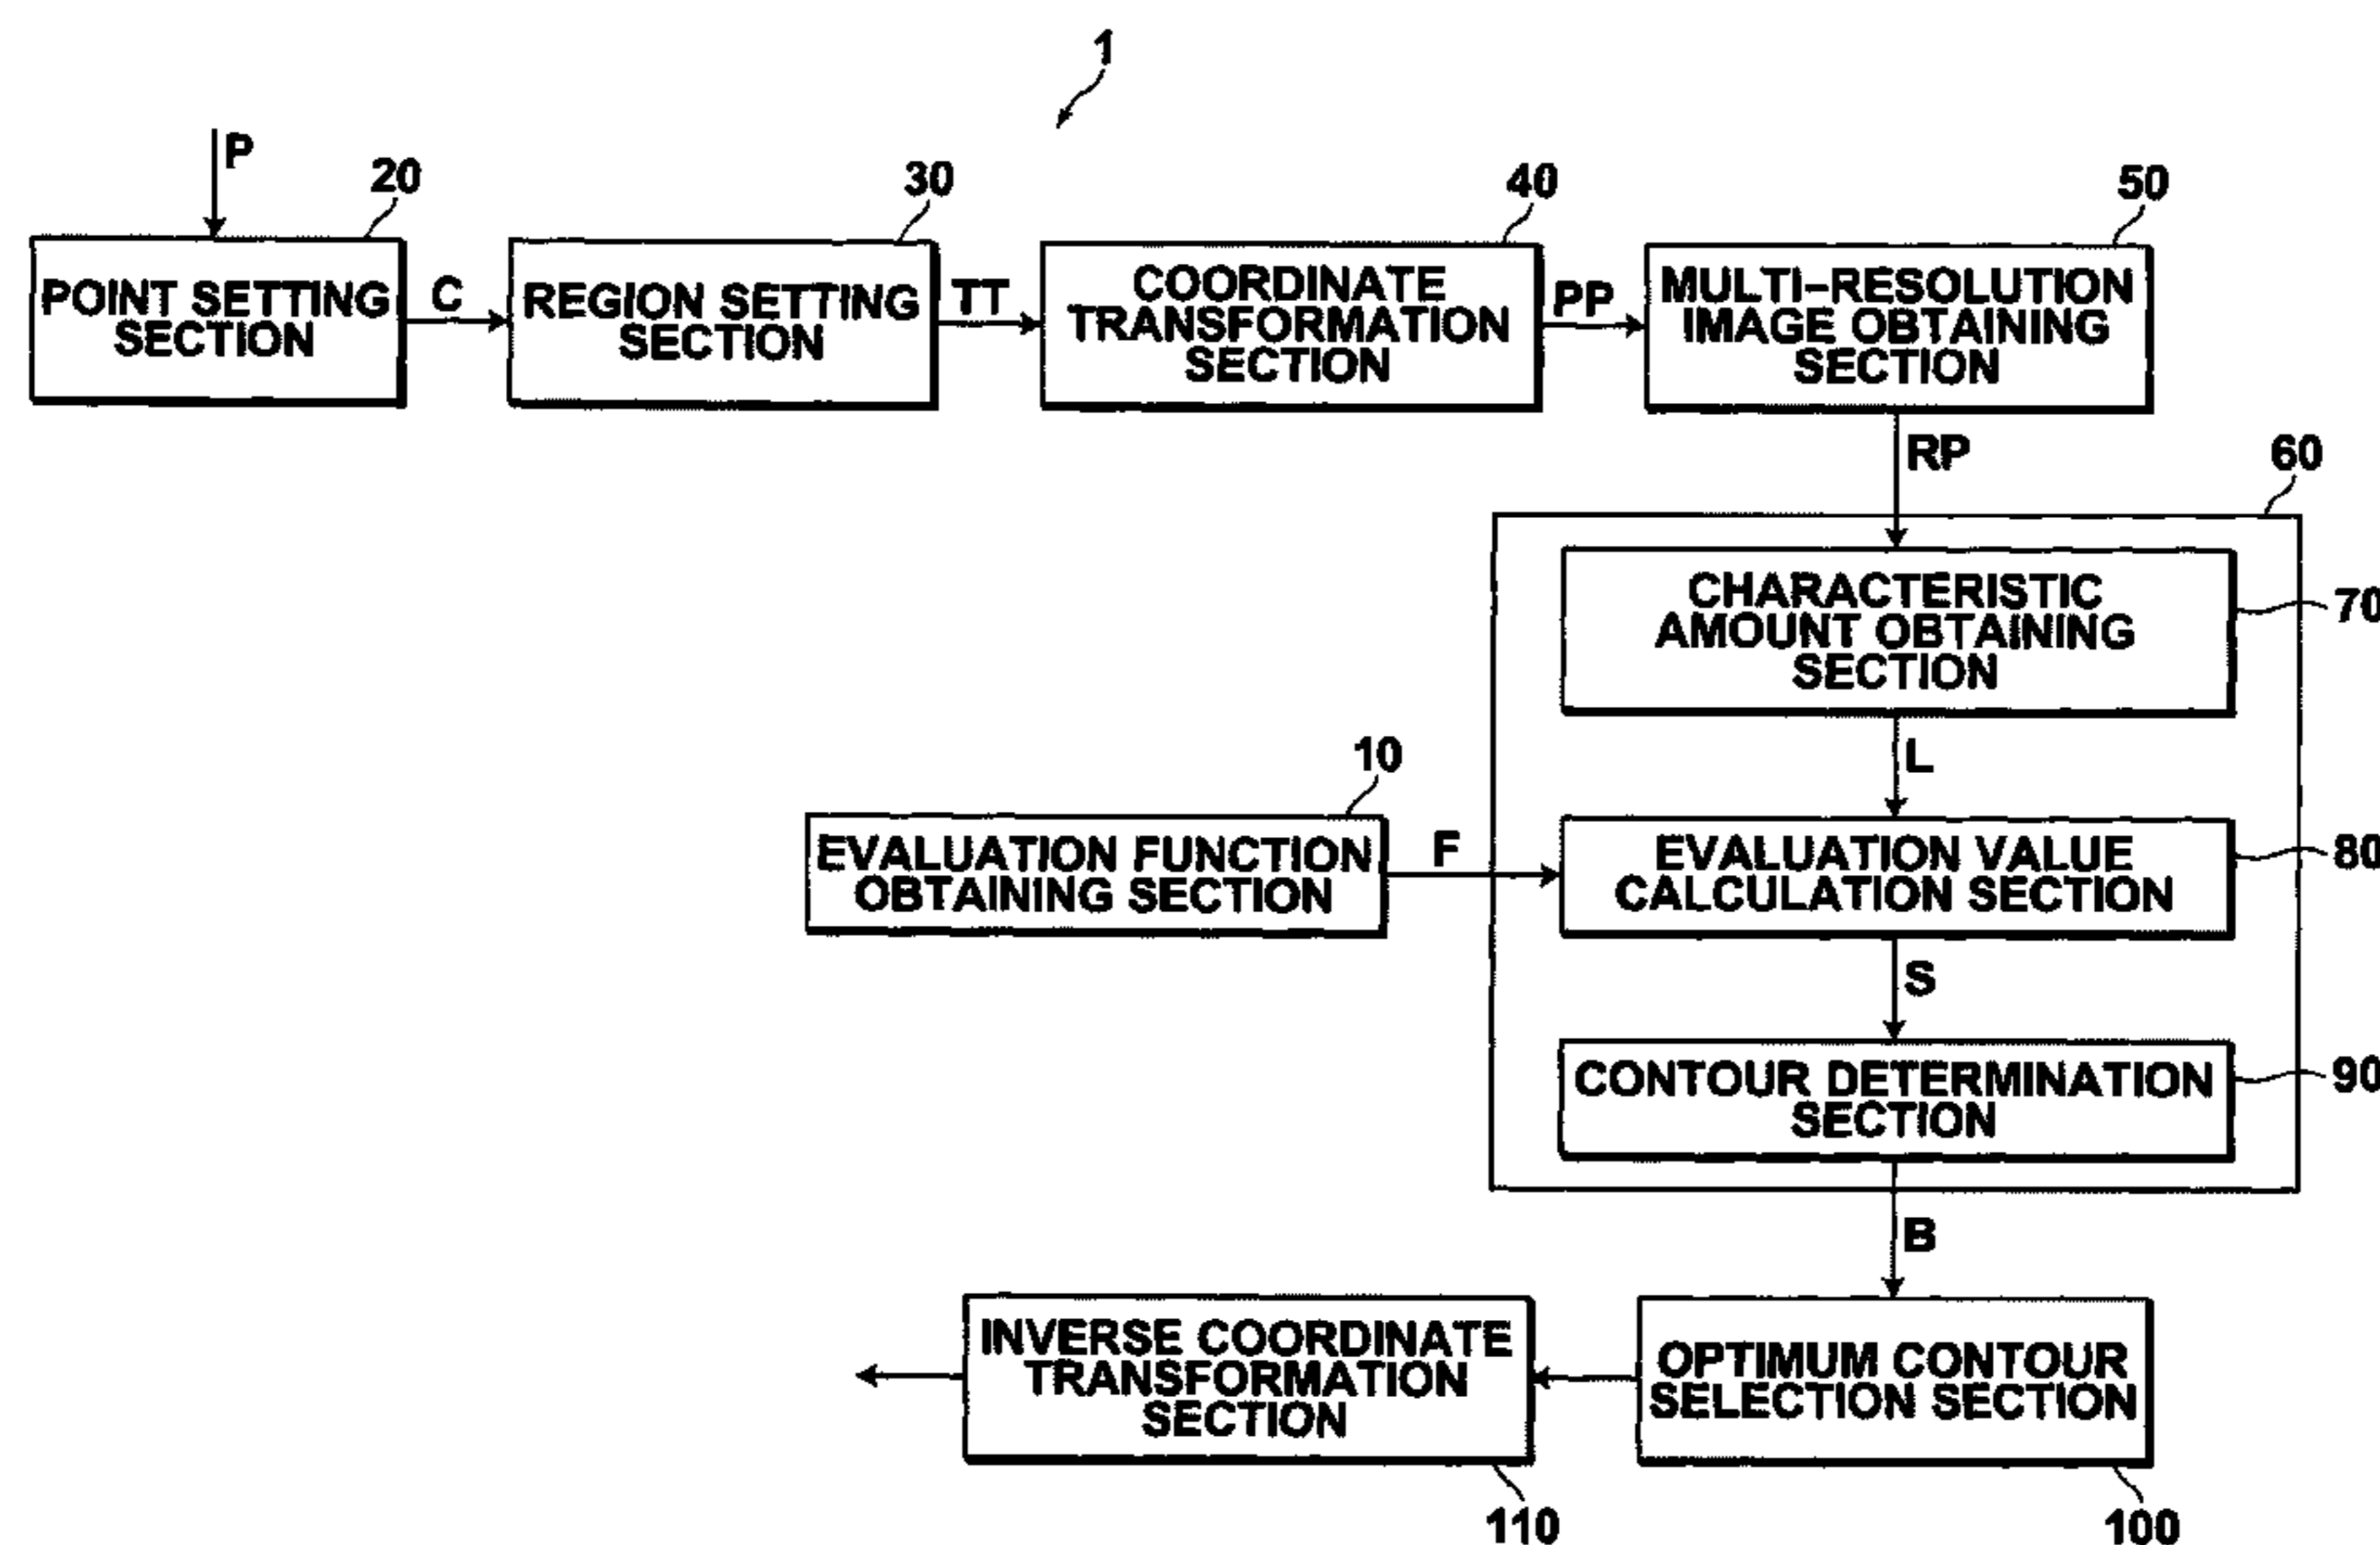 1
P
20
30
40
50
POINT SETTING
SECTION
C
REGION SETTING
SECTION
TT
COORDINATE
TRANSFORMATION
SECTION
PP
MULTI-RESOLUTION
IMAGE OBTAINING
SECTION
RP
60
CHARACTERISTIC
AMOUNT OBTAINING
SECTION
70
L
10
EVALUATION FUNCTION
OBTAINING SECTION
F
EVALUATION VALUE
CALCULATION SECTION
80
S
CONTOUR DETERMINATION
SECTION
90
B
INVERSE COORDINATE
TRANSFORMATION
SECTION
OPTIMUM CONTOUR
SELECTION SECTION
110
100